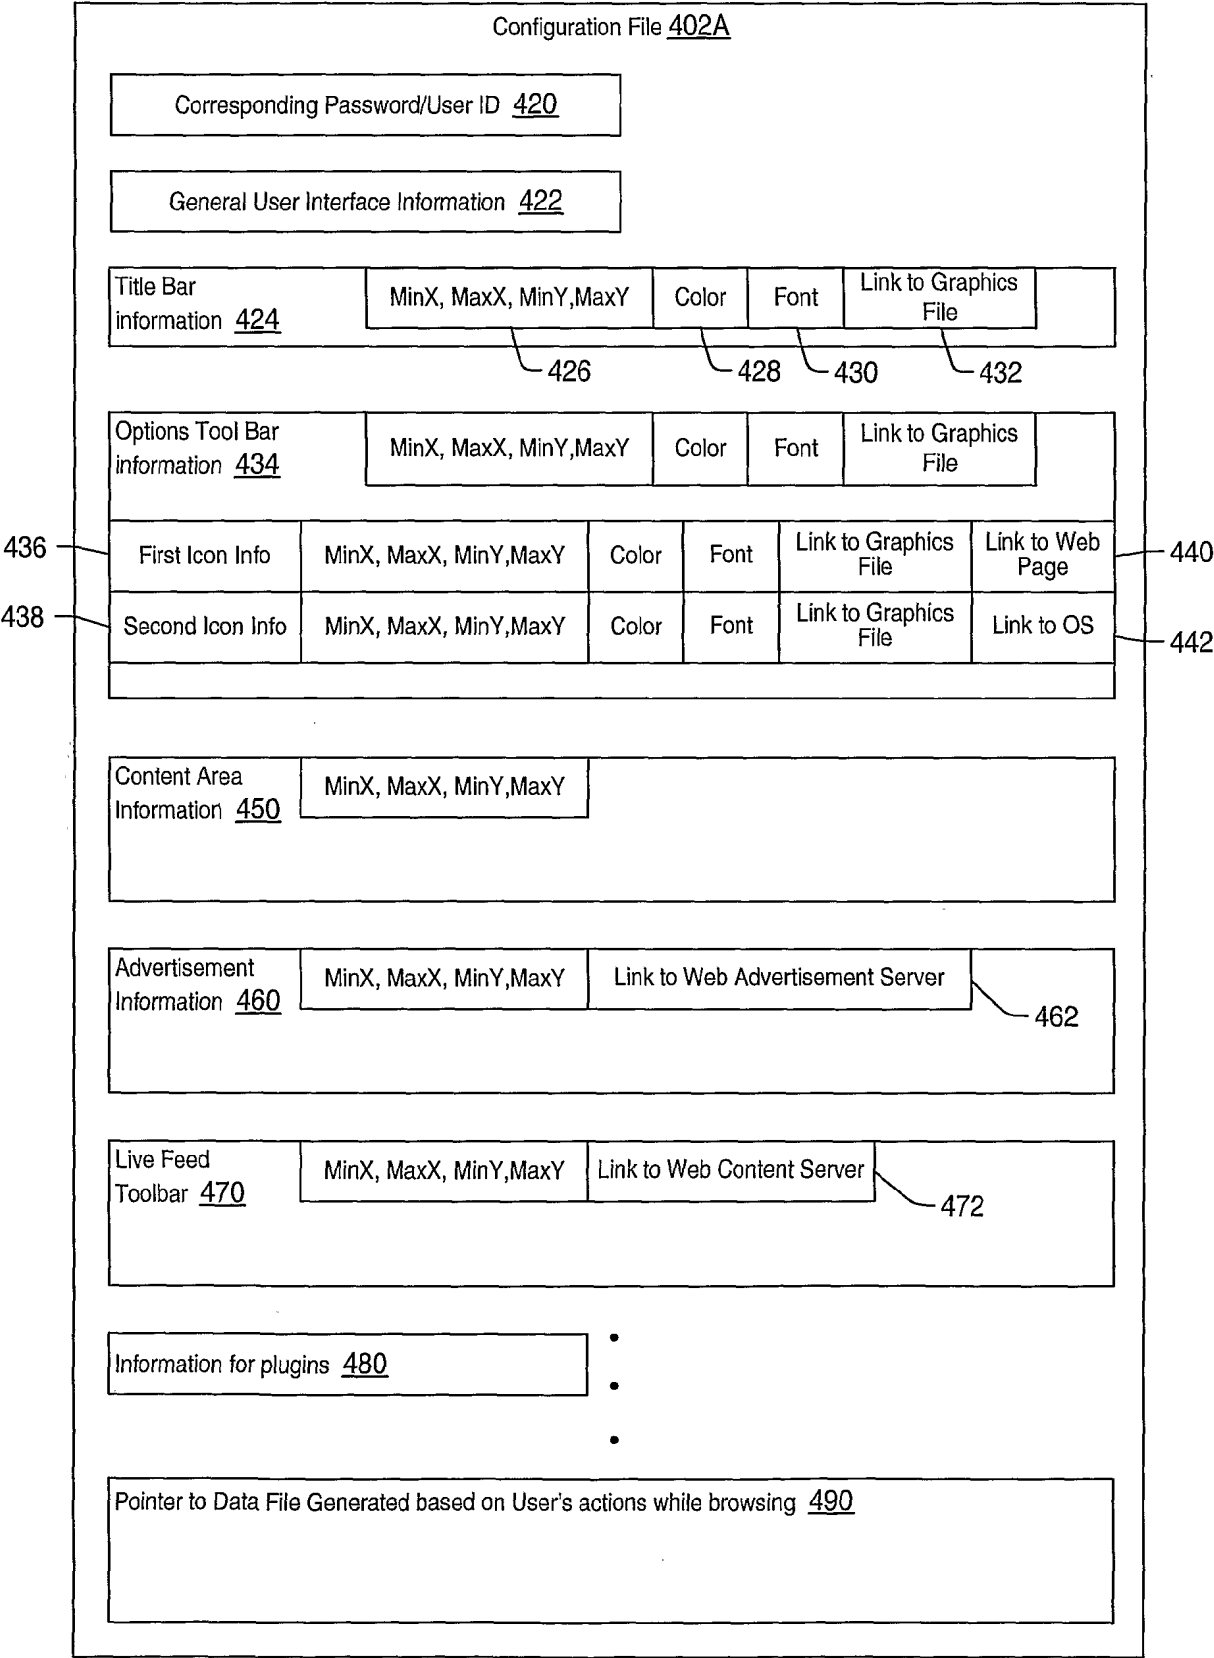 Configuration File 402A
Corresponding Password/User ID 420
General User Interface Information 422
Title Bar
information 424
MinX, MaxX, MinY,MaxY
Color
Font
Link to Graphics
File
426
428
430
432
Options Tool Bar
information 434
MinX, MaxX, MinY,MaxY
Color
Font
Link to Graphics
File
436
First Icon Info
MinX, MaxX, MinY,MaxY
Color
Font
Link to Graphics
File
Link to Web
Page
440
438
Second Icon Info
MinX, MaxX, MinY,MaxY
Color
Font
Link to Graphics
File
Link to OS
442
Content Area
Information 450
MinX, MaxX, MinY,MaxY
Advertisement
Information 460
MinX, MaxX, MinY,MaxY
Link to Web Advertisement Server
462
Live Feed
Toolbar 470
MinX, MaxX, MinY,MaxY
Link to Web Content Server
472
Information for plugins 480
Pointer to Data File Generated based on User's actions while browsing 490